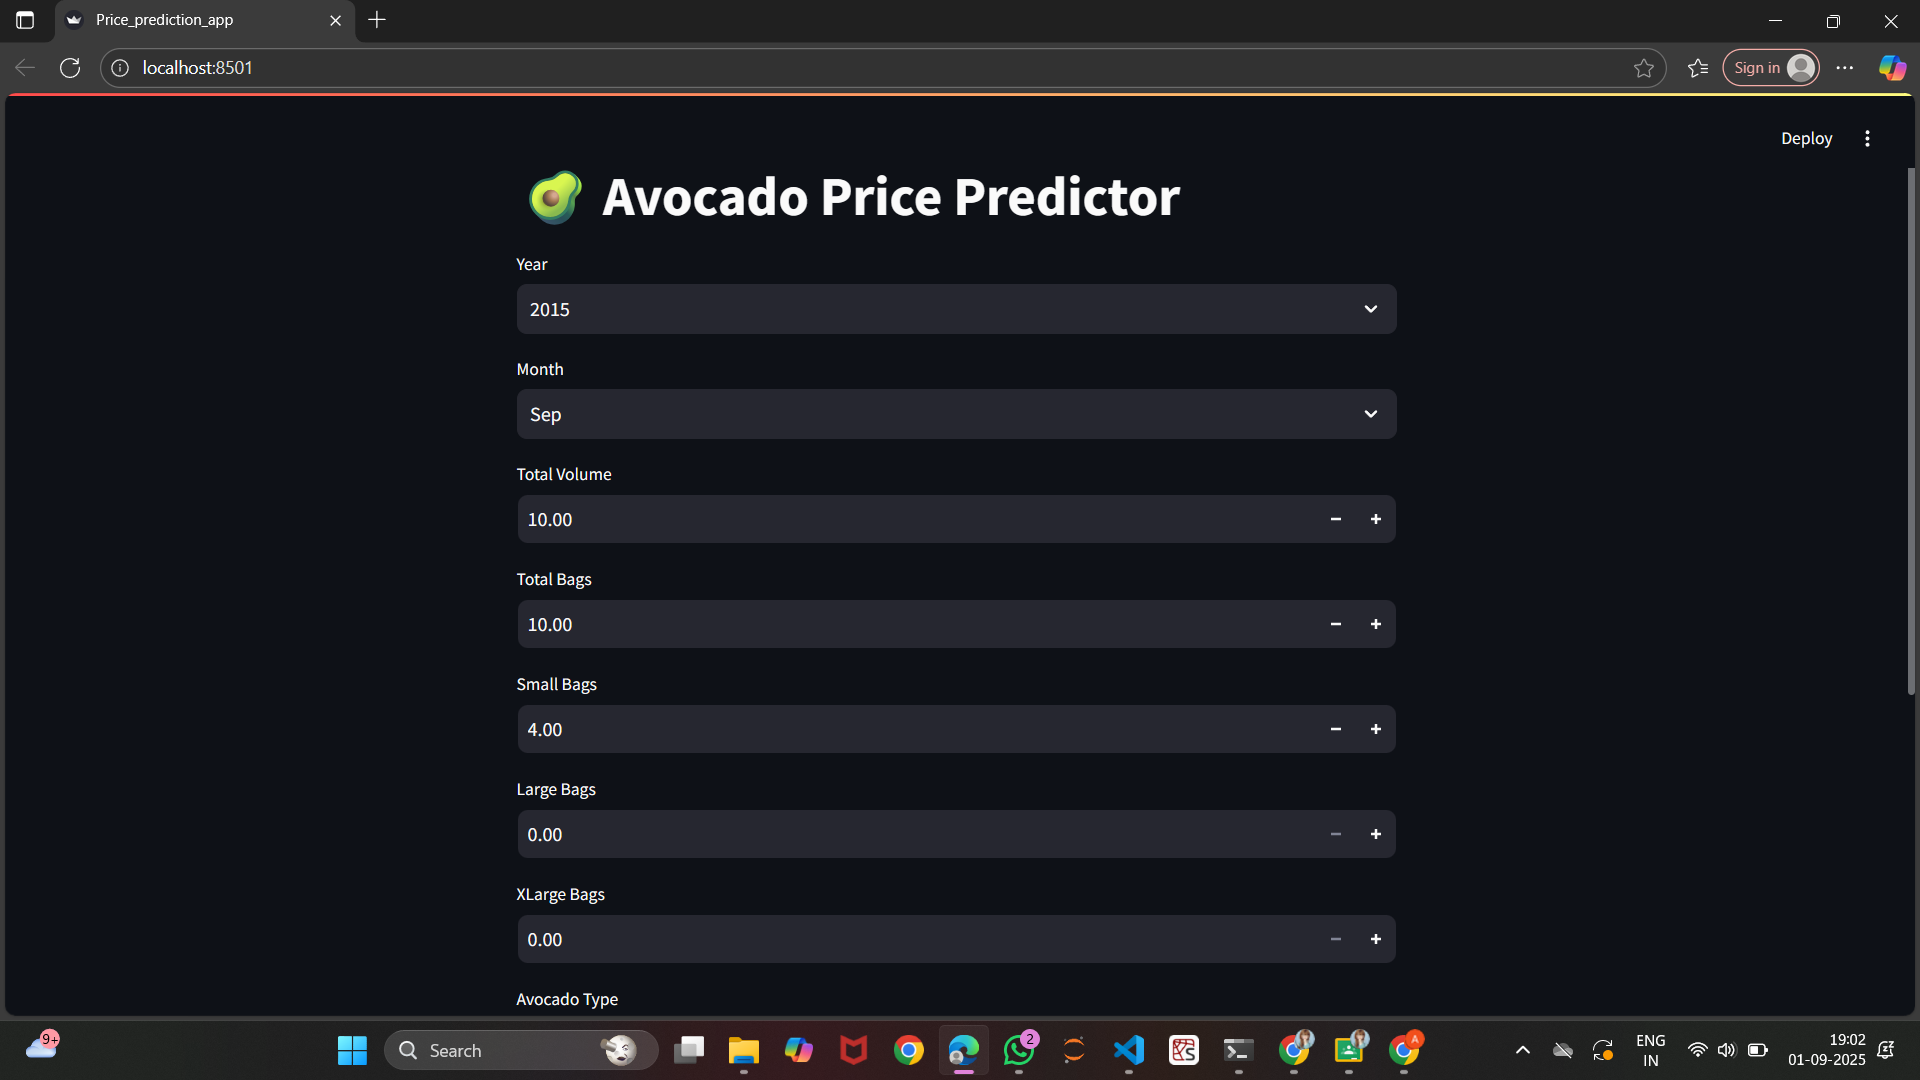 Price_prediction_app
localhost:8501
Sign in
Deploy
Avocado Price Predictor
Year
2015
Month
Sep
Total Volume
10.00
Total Bags
10.00
Small Bags
4.00
Large Bags
0.00
XLarge Bags
0.00
Avocado Type
9+
Search
2
A
ENG
IN
19:02
01-09-2025